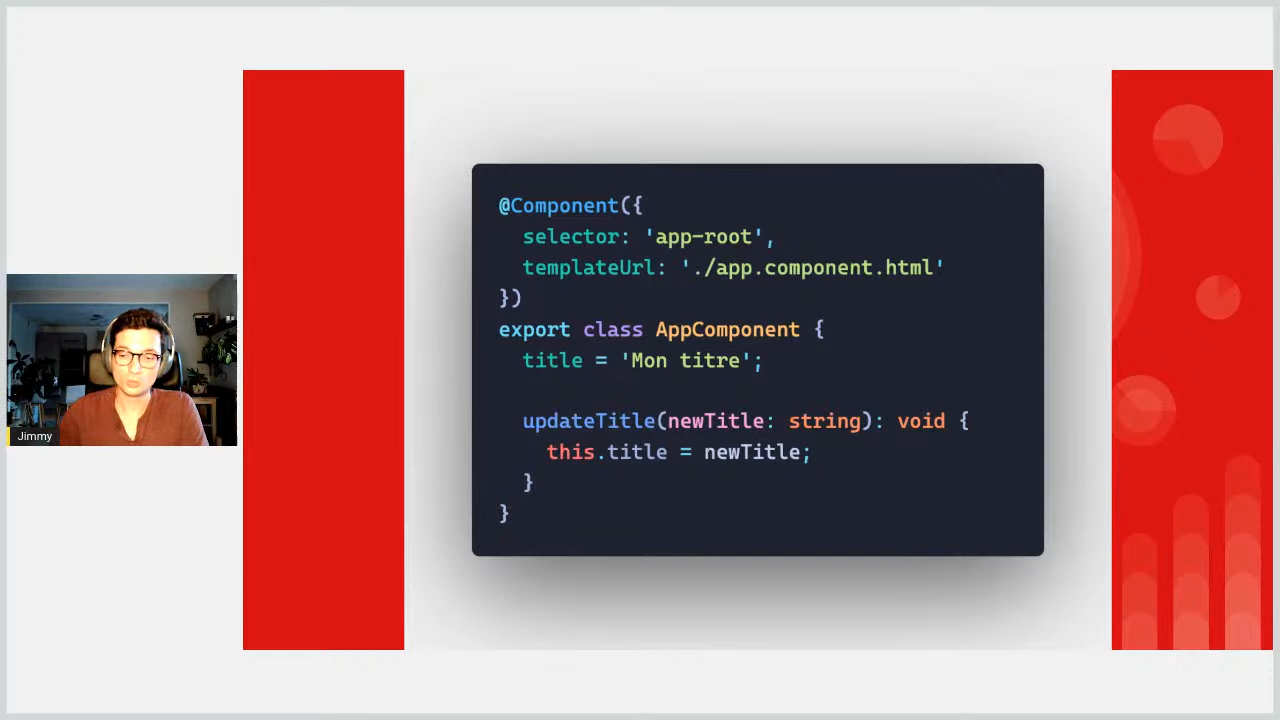 @Component({
  selector: 'app-root',
  templateUrl: './app.component.html'
})
export class AppComponent {
  title = 'Mon titre';

  updateTitle(newTitle: string): void {
    this.title = newTitle;
  }
}
Jimmy